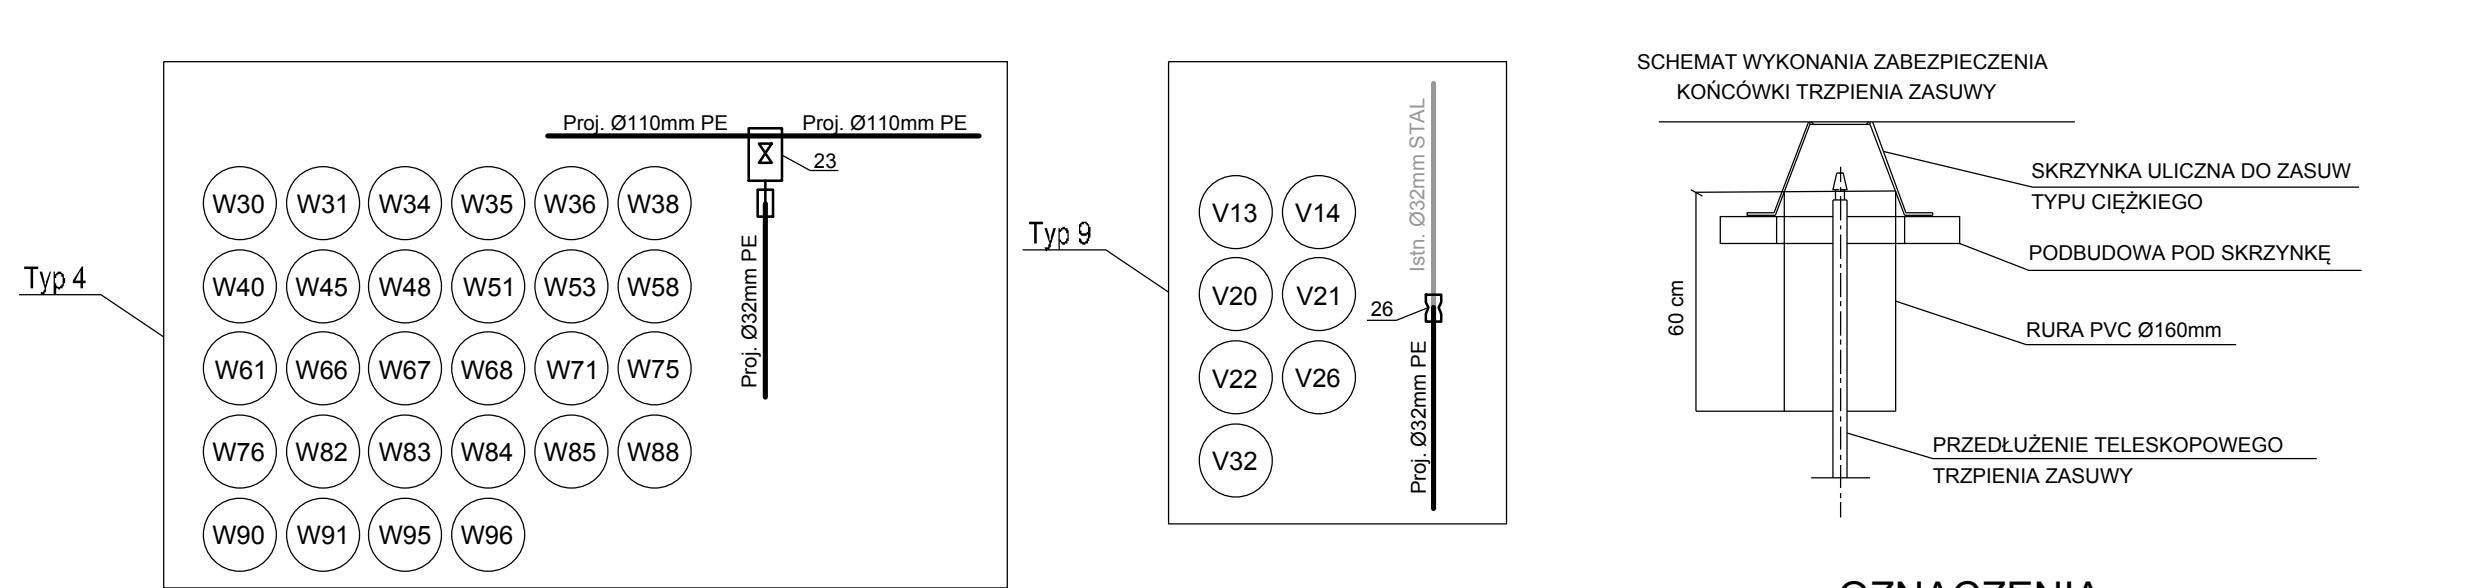 Typ 4
Proj. Ø110mm PE
Proj. Ø110mm PE
23
W30 W31 W34 W35 W36 W38
W40 W45 W48 W51 W53 W58
W61 W66 W67 W68 W71 W75
W76 W82 W83 W84 W85 W88
W90 W91 W95 W96
Proj. Ø32mm PE
Typ 9
V13 V14
V20 V21
V22 V26
V32
Istn. Ø32mm STAL
26
Proj. Ø32mm PE
SCHEMAT WYKONANIA ZABEZPIECZENIA
KOŃCÓWKI TRZPIENIA ZASUWY
SKRZYNKA ULICZNA DO ZASUW
TYPU CIĘŻKIEGO
PODBUDOWA POD SKRZYNKĘ
60 cm
RURA PVC Ø160mm
PRZEDŁUŻENIE TELESKOPOWEGO
TRZPIENIA ZASUWY
OZNACZENIA